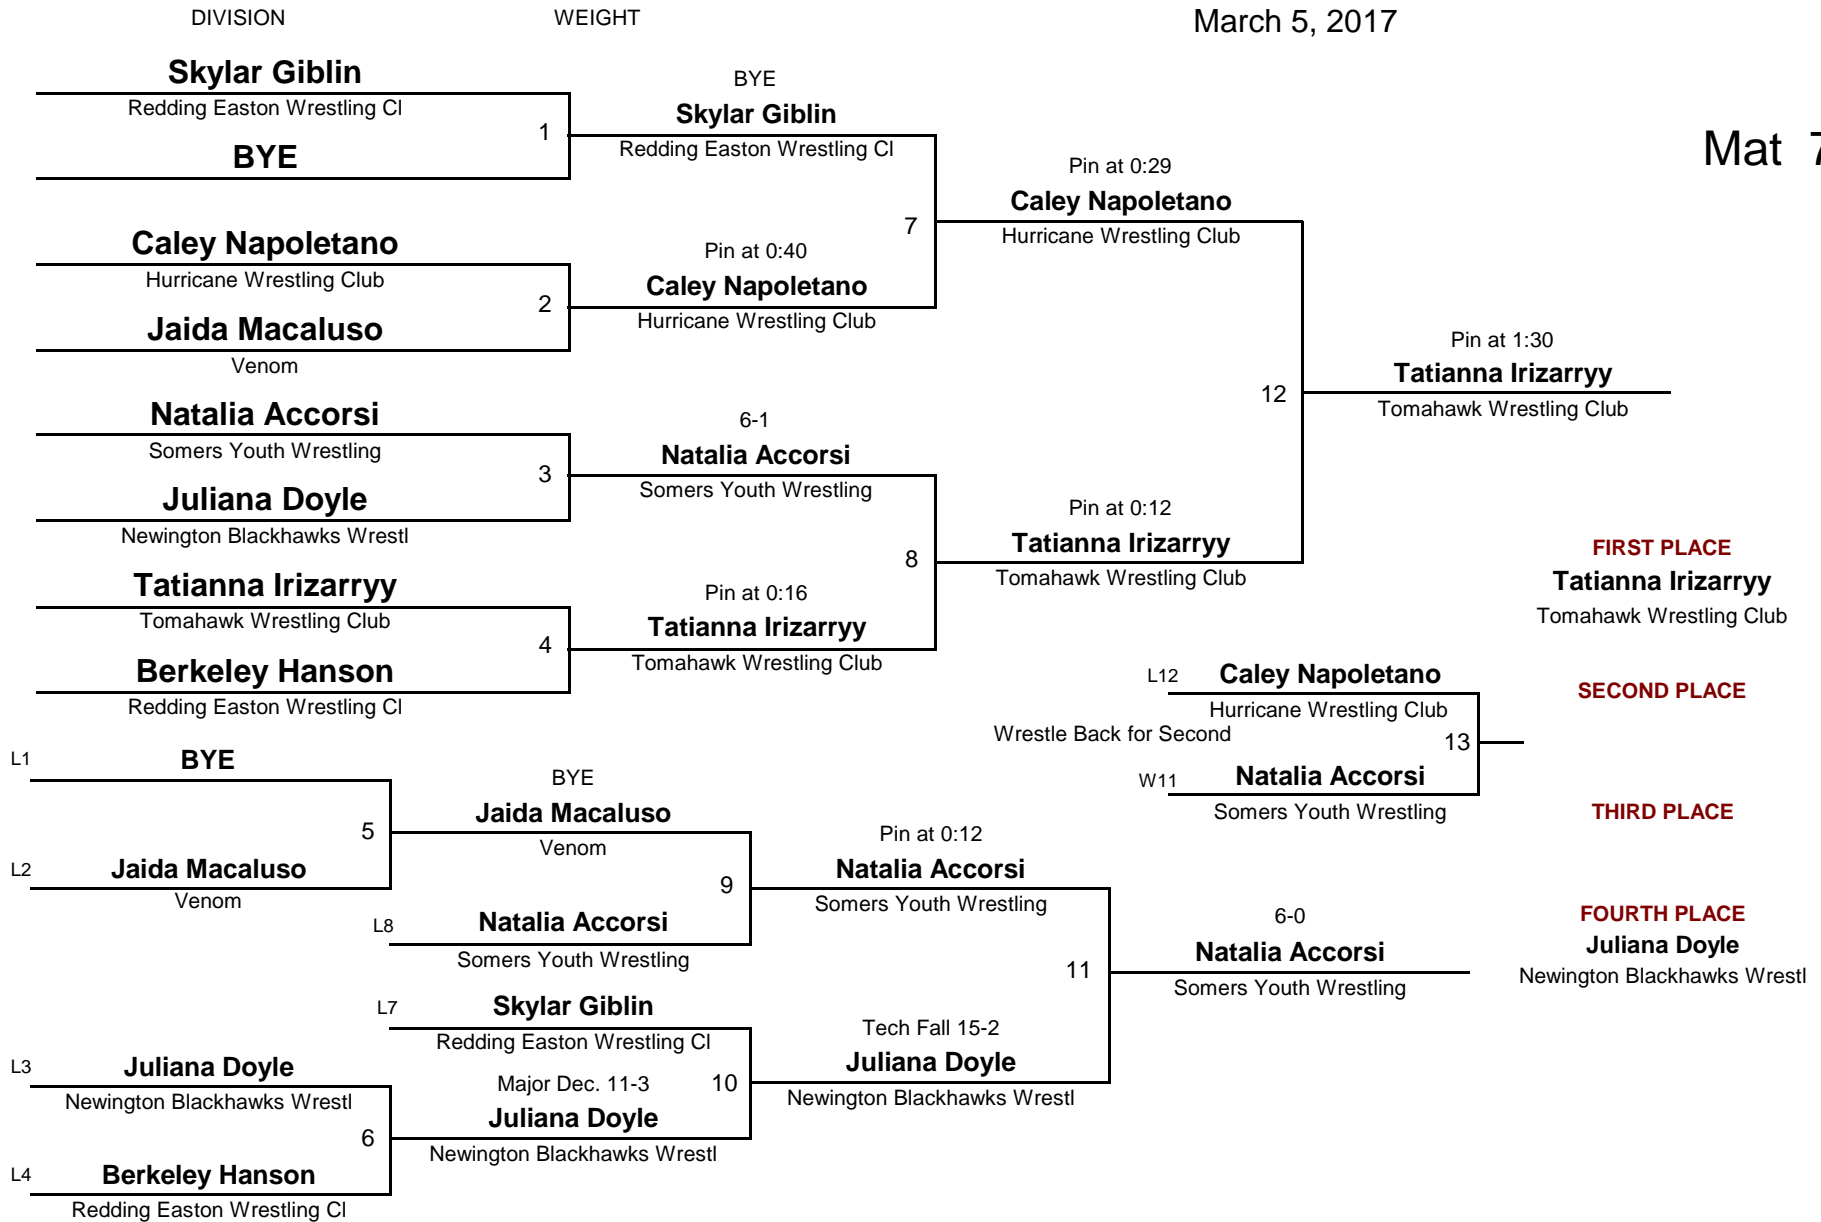 DIVISION WEIGHT March 5, 2017
Mat 7
Skylar Giblin
Redding Easton Wrestling Cl
1
BYE
Caley Napoletano
Hurricane Wrestling Club
2
Jaida Macaluso
Venom
Natalia Accorsi
Somers Youth Wrestling
3
Juliana Doyle
Newington Blackhawks Wrestl
Tatianna Irizarryy
Tomahawk Wrestling Club
4
Berkeley Hanson
Redding Easton Wrestling Cl
BYE
Skylar Giblin
Redding Easton Wrestling Cl
7
Pin at 0:40
Caley Napoletano
Hurricane Wrestling Club
6-1
Natalia Accorsi
Somers Youth Wrestling
8
Pin at 0:16
Tatianna Irizarryy
Tomahawk Wrestling Club
Pin at 0:29
Caley Napoletano
Hurricane Wrestling Club
12
Pin at 0:12
Tatianna Irizarryy
Tomahawk Wrestling Club
Pin at 1:30
Tatianna Irizarryy
Tomahawk Wrestling Club
L1 BYE
5
L2 Jaida Macaluso
Venom
L3 Juliana Doyle
Newington Blackhawks Wrestl
6
L4 Berkeley Hanson
Redding Easton Wrestling Cl
BYE
Jaida Macaluso
Venom
9
L8 Natalia Accorsi
Somers Youth Wrestling
L7 Skylar Giblin
Redding Easton Wrestling Cl
Major Dec. 11-3 10
Juliana Doyle
Newington Blackhawks Wrestl
Pin at 0:12
Natalia Accorsi
Somers Youth Wrestling
11
Tech Fall 15-2
Juliana Doyle
Newington Blackhawks Wrestl
6-0
Natalia Accorsi
Somers Youth Wrestling
L12 Caley Napoletano
Hurricane Wrestling Club
Wrestle Back for Second 13
W11 Natalia Accorsi
Somers Youth Wrestling
FIRST PLACE
Tatianna Irizarryy
Tomahawk Wrestling Club
SECOND PLACE
THIRD PLACE
FOURTH PLACE
Juliana Doyle
Newington Blackhawks Wrestl